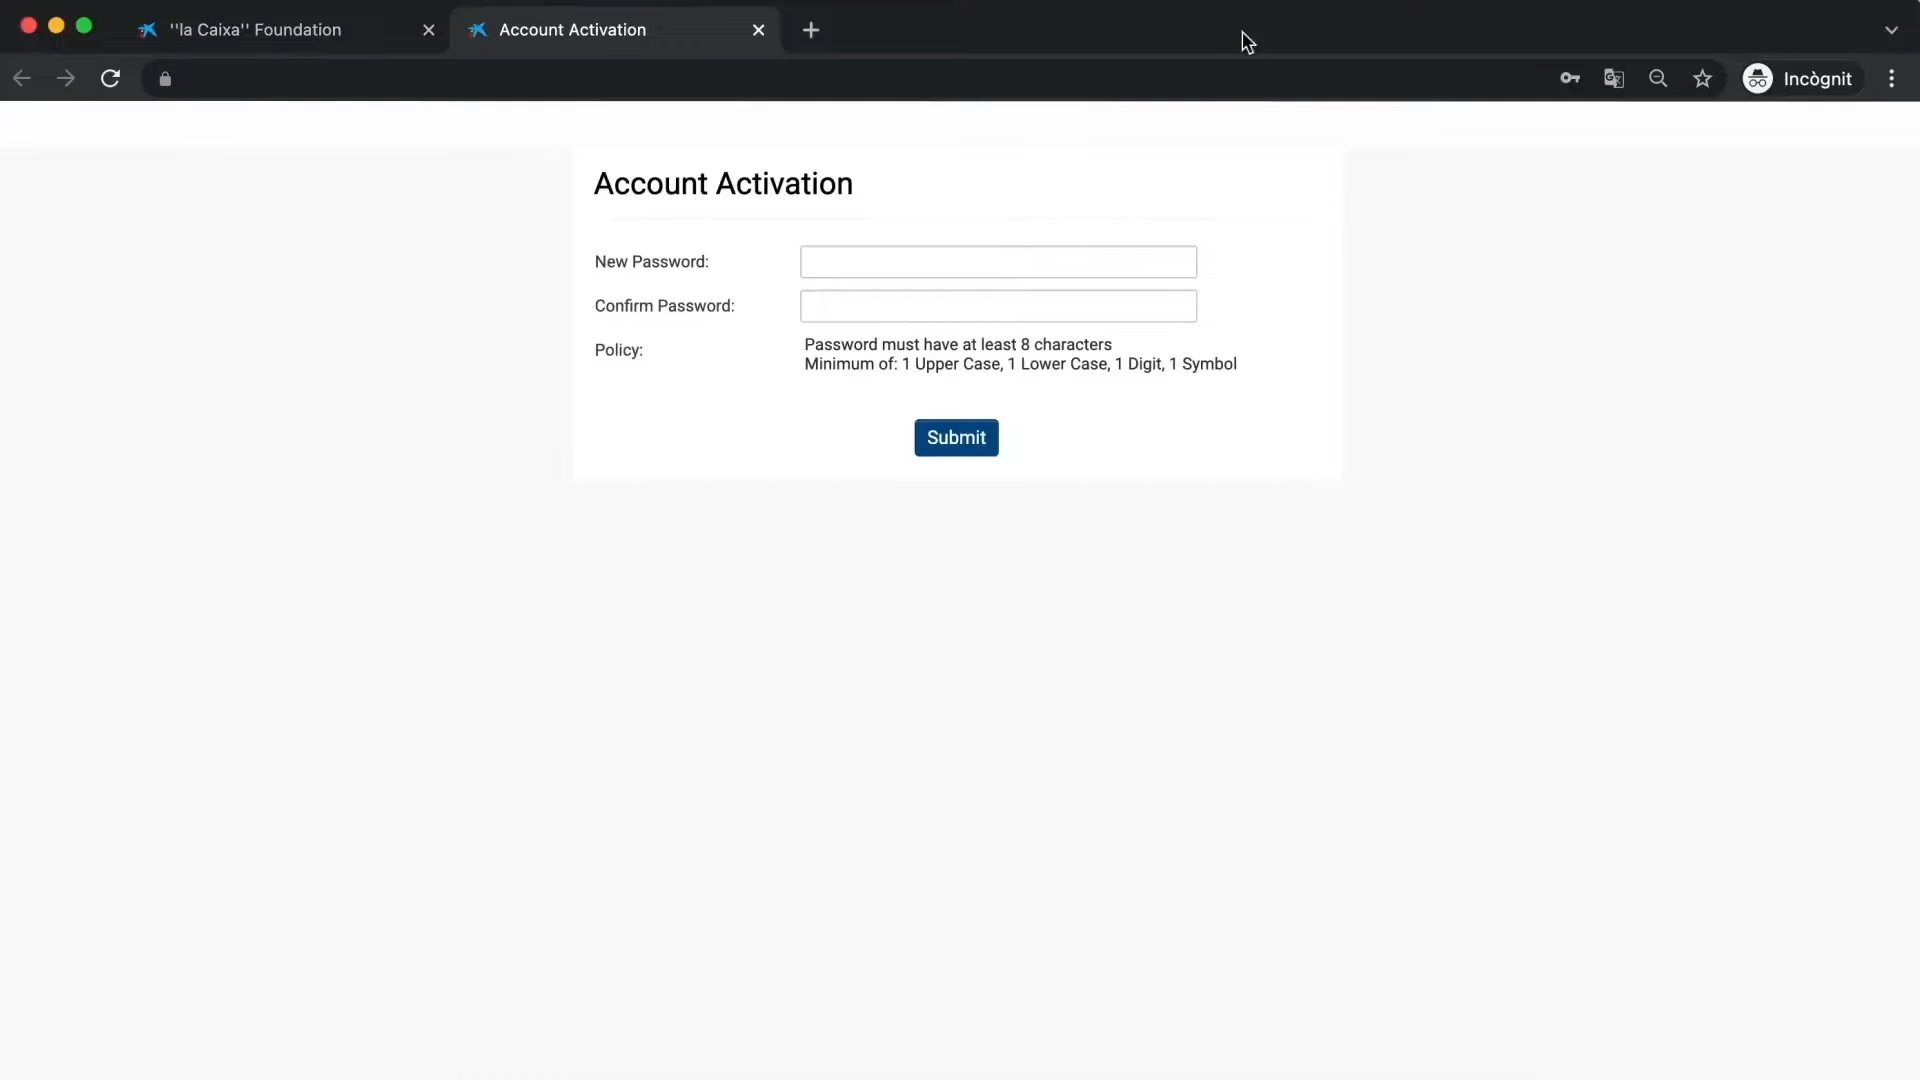 ''la Caixa'' Foundation
Account Activation
Incògnit
Account Activation
New Password:
Confirm Password:
Policy:
Password must have at least 8 characters
Minimum of: 1 Upper Case, 1 Lower Case, 1 Digit, 1 Symbol
Submit